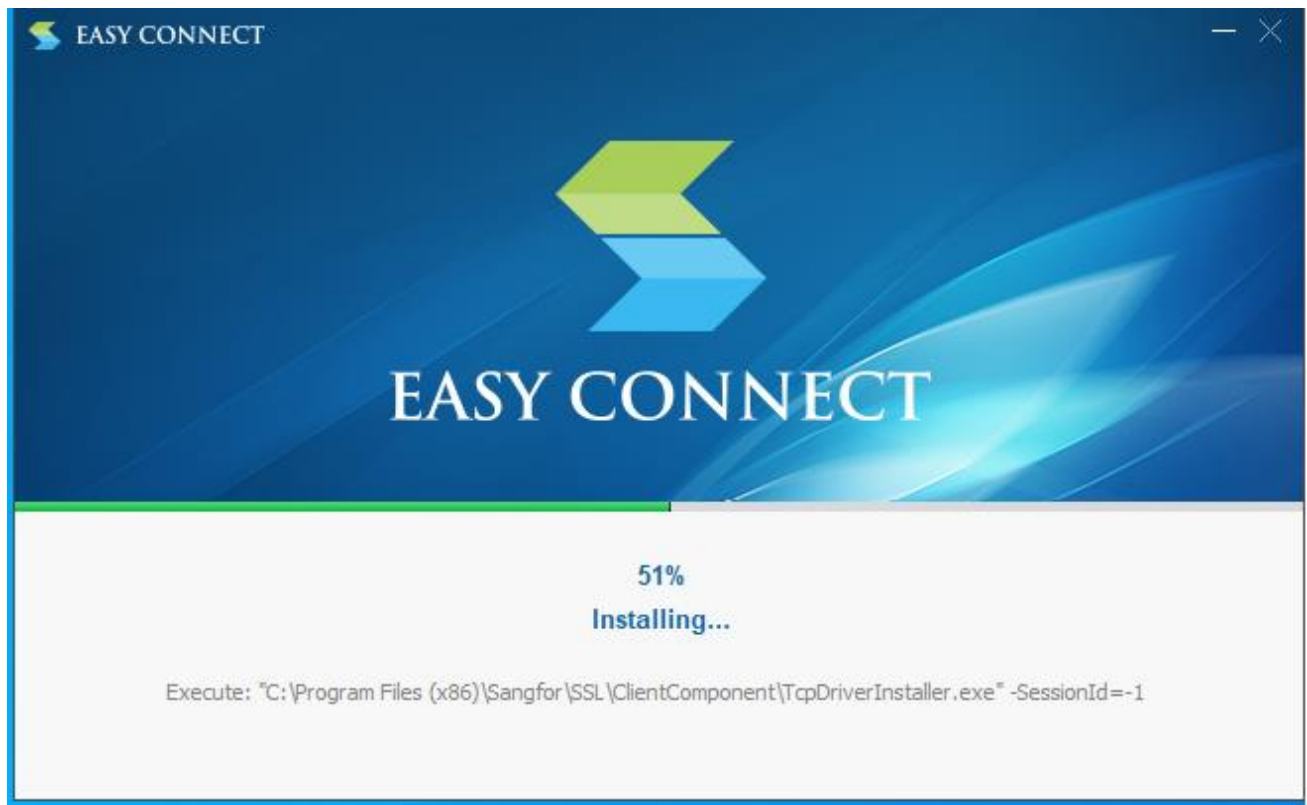 EASY CONNECT
EASY CONNECT
51%
Installing...
Execute: "C:\Program Files (x86)\Sangfor\SSL\ClientComponent\TcpDriverInstaller.exe" -SessionId=-1